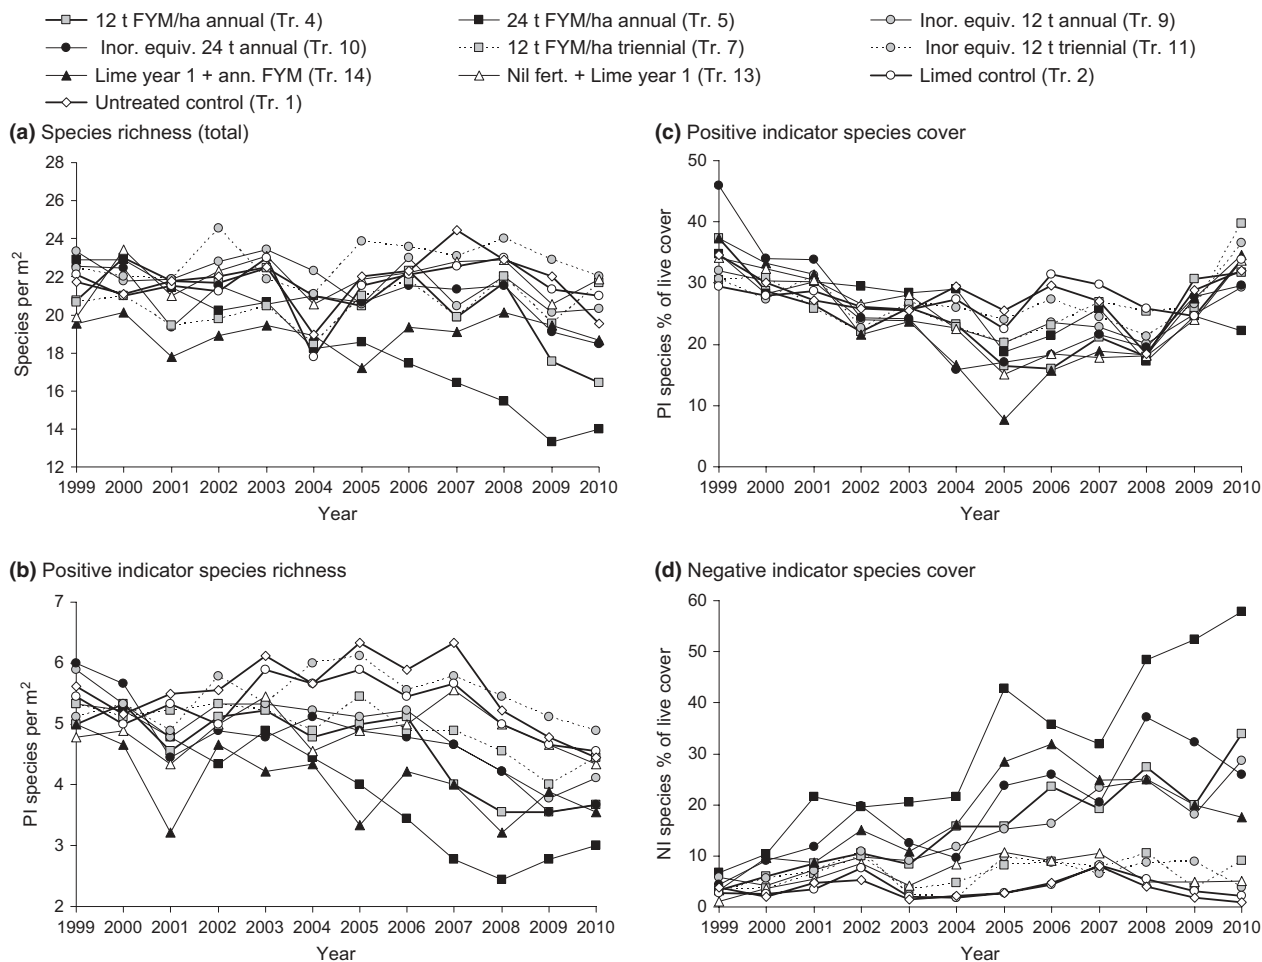 12 t FYM/ha annual (Tr. 4)
24 t FYM/ha annual (Tr. 5)
Inor. equiv. 12 t annual (Tr. 9)
Inor. equiv. 24 t annual (Tr. 10)
12 t FYM/ha triennial (Tr. 7)
Inor equiv. 12 t triennial (Tr. 11)
Lime year 1 + ann. FYM (Tr. 14)
Nil fert. + Lime year 1 (Tr. 13)
Limed control (Tr. 2)
Untreated control (Tr. 1)
(a) Species richness (total)
28
26
24
22
20
18
16
14
12
Species per m²
1999 2000 2001 2002 2003 2004 2005 2006 2007 2008 2009 2010
Year
(b) Positive indicator species richness
7
6
5
4
3
2
PI species per m²
1999 2000 2001 2002 2003 2004 2005 2006 2007 2008 2009 2010
Year
(c) Positive indicator species cover
50
40
30
20
10
0
PI species % of live cover
1999 2000 2001 2002 2003 2004 2005 2006 2007 2008 2009 2010
Year
(d) Negative indicator species cover
60
50
40
30
20
10
0
NI species % of live cover
1999 2000 2001 2002 2003 2004 2005 2006 2007 2008 2009 2010
Year